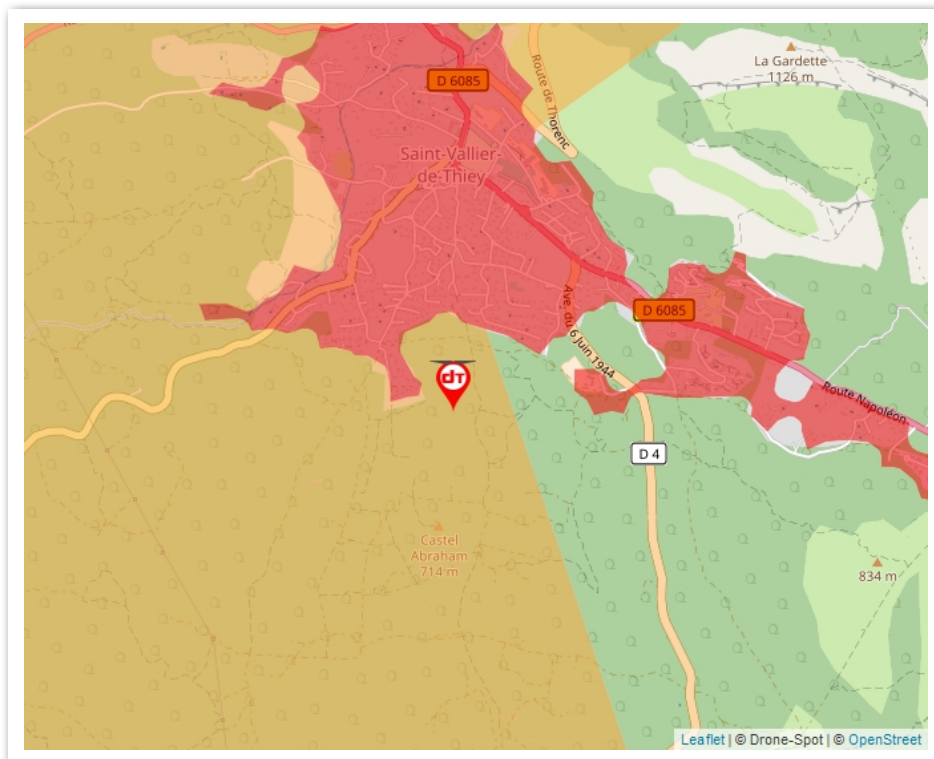 La Gardette
1126 m
D 6085
Route de Thorenc
Saint-Vallier-
de-Thiey
D 6085
Ave. du 6 Juin 1944
dT
Route Napoléon
D 4
Castel
Abraham
714 m
834 m
Leaflet | © Drone-Spot | © OpenStreet